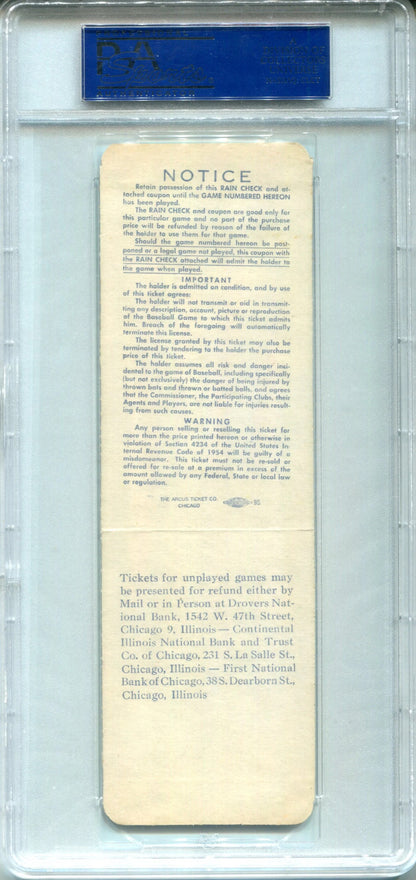 PSA
NOTICE
Retain possession of this RAIN CHECK and at-
tached coupon until the GAME NUMBERED HEREON
has been played.
The RAIN CHECK and coupon are good only for
this particular game and no part of the purchase
price will be refunded by reason of the failure of
the holder to use them for that game.
Should the game numbered hereon be post-
poned or a legal game not played, this coupon with
the RAIN CHECK attached will admit the holder to
the game when played.
IMPORTANT
The holder is admitted on condition, and by use
of this ticket agrees:
The holder will not transmit or aid in transmit-
ting any description, account, picture or reproduction
of the Baseball Game to which this ticket admits
him. Breach of the foregoing will automatically
terminate this license.
The license granted by this ticket may also be
terminated by tendering to the holder the purchase
price of this ticket.
The holder assumes all risk and danger inci-
dental to the game of Baseball, including specifically
(but not exclusively) the danger of being injured by
thrown bats and thrown or batted balls, and agrees
that the Commissioner, the Participating Clubs, their
Agents and Players, are not liable for injuries result-
ing from such causes.
WARNING
Any person selling or reselling this ticket for
more than the price printed hereon or otherwise in
violation of Section 4234 of the United States In-
ternal Revenue Code of 1954 will be guilty of a
misdemeanor. This ticket must not be re-sold or
offered for re-sale at a premium in excess of the
amount allowed by any Federal, State or local law
or regulation.
THE ARCUS TICKET CO.
CHICAGO
Tickets for unplayed games may
be presented for refund either by
Mail or in Person at Drovers Nat-
ional Bank, 1542 W. 47th Street,
Chicago 9, Illinois — Continental
Illinois National Bank and Trust
Co. of Chicago, 231 S. La Salle St.,
Chicago, Illinois — First National
Bank of Chicago, 38 S. Dearborn St.,
Chicago, Illinois